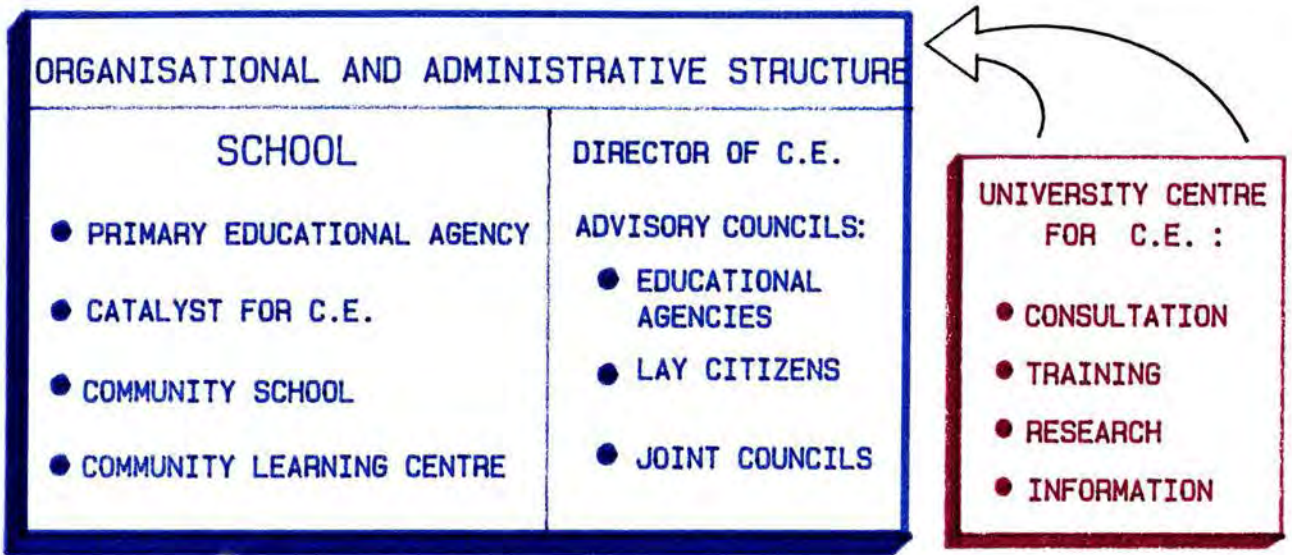 ORGANISATIONAL AND ADMINISTRATIVE STRUCTURE
SCHOOL
● PRIMARY EDUCATIONAL AGENCY
● CATALYST FOR C.E.
● COMMUNITY SCHOOL
● COMMUNITY LEARNING CENTRE
DIRECTOR OF C.E.
ADVISORY COUNCILS:
● EDUCATIONAL
AGENCIES
● LAY CITIZENS
● JOINT COUNCILS
UNIVERSITY CENTRE
FOR C.E. :
● CONSULTATION
● TRAINING
● RESEARCH
● INFORMATION